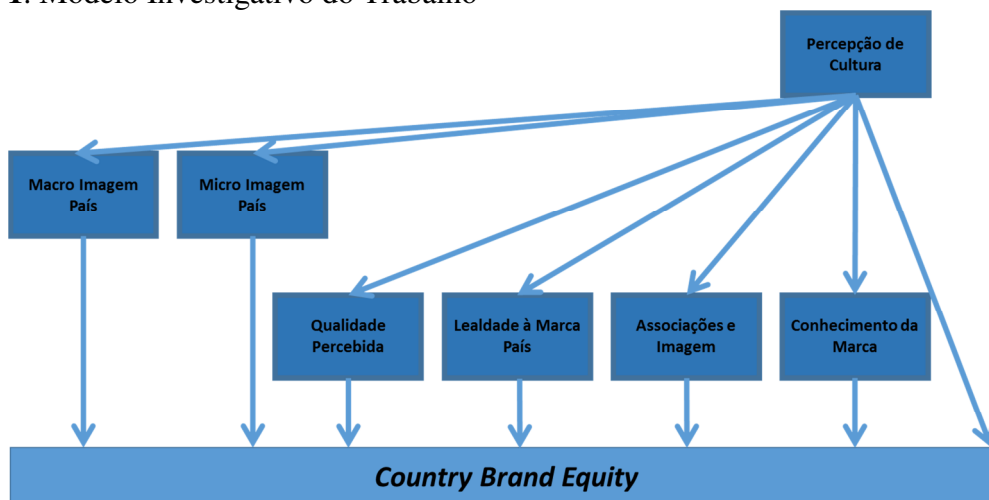 1. Modelo Investigativo do Trabalho
Percepção de
Cultura
Macro Imagem
País
Micro Imagem
País
Qualidade
Percebida
Lealdade à Marca
País
Associações e
Imagem
Conhecimento da
Marca
Country Brand Equity